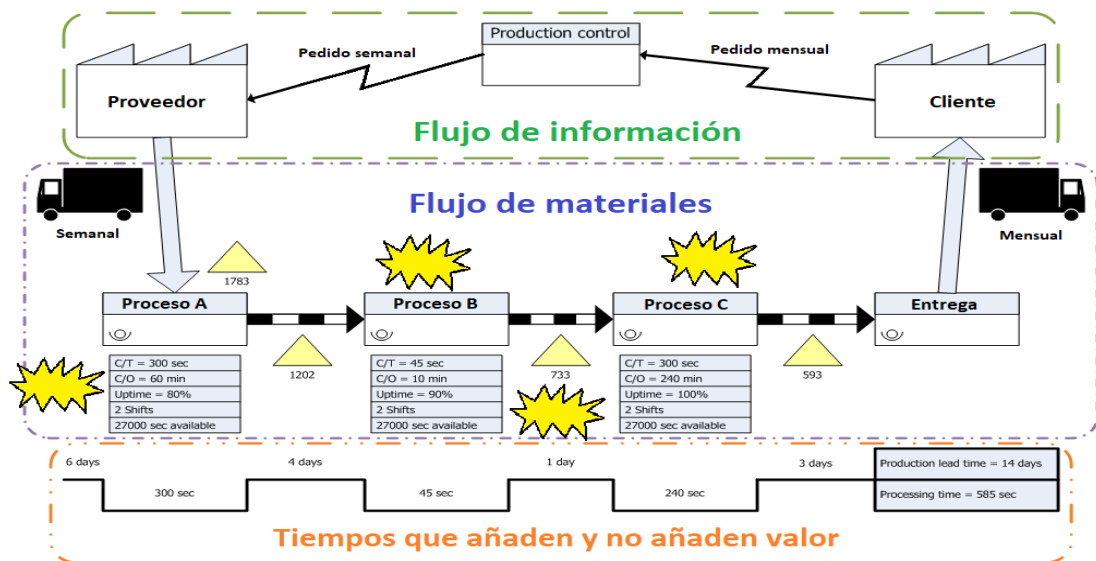 Production control
Pedido semanal
Pedido mensual
Proveedor
Cliente
Flujo de información
Flujo de materiales
Semanal
Mensual
1783
Proceso A
Proceso B
Proceso C
Entrega
1202
733
593
C/T = 300 sec
C/O = 60 min
Uptime = 80%
2 Shifts
27000 sec available
C/T = 45 sec
C/O = 10 min
Uptime = 90%
2 Shifts
27000 sec available
C/T = 300 sec
C/O = 240 min
Uptime = 100%
2 Shifts
27000 sec available
6 days
4 days
1 day
3 days
Production lead time = 14 days
300 sec
45 sec
240 sec
Processing time = 585 sec
Tiempos que añaden y no añaden valor